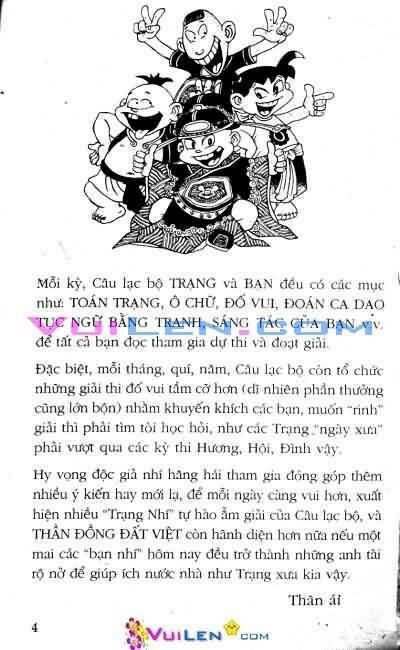 Mỗi kỳ, Câu lạc bộ TRẠNG và BẠN đều có các mục
như: TOÁN TRẠNG, Ô CHỮ, ĐỐ VUI, ĐOÁN CA DAO
TỤC NGỮ BẰNG TRANH, SÁNG TÁC CỦA BẠN v.v.
VUILEN.COM
để tất cả bạn đọc tham gia dự thi và đoạt giải.
Đặc biệt, mỗi tháng, quí, năm, Câu lạc bộ còn tổ chức
những giải thi đố vui tầm cỡ hơn (dĩ nhiên phần thưởng
cũng lớn bộn) nhằm khuyến khích các bạn, muốn "rinh"
giải thì phải tìm tòi học hỏi, như các Trạng "ngày xưa"
phải vượt qua các kỳ thi Hương, Hội, Đình vậy.
Hy vọng độc giả nhí hăng hái tham gia đóng góp thêm
nhiều ý kiến hay mới lạ, để mỗi ngày càng vui hơn, xuất
hiện nhiều "Trạng Nhí" tự hào ẵm giải của Câu lạc bộ, và
THẦN ĐỒNG ĐẤT VIỆT còn hãnh diện hơn nữa nếu một
mai các "bạn nhí" hôm nay đều trở thành những anh tài
rộ nở để giúp ích nước nhà như Trạng xưa kia vậy.
Thân ái
4
VUILEN.COM